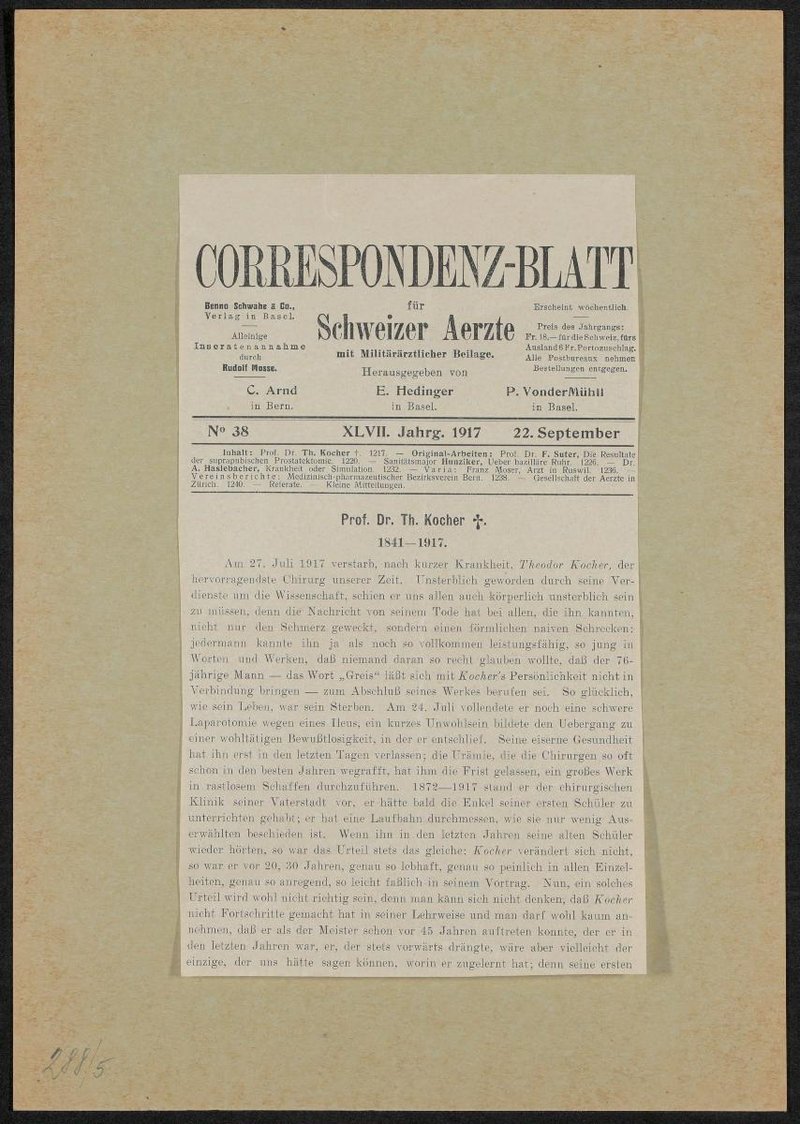 CORRESPONDENZ-BLATT
Benno Schwabe & Co.,
Verlag in Basel.
Alleinige
Inseratenannahme
durch
Rudolf Mosse.
für
Schweizer Aerzte
mit Militärärztlicher Beilage.
Herausgegeben von
Erscheint wöchentlich.
Preis des Jahrgangs:
Fr. 18.— für die Schweiz, fürs
Ausland 6 Fr. Portozuschlag.
Alle Postbureaux nehmen
Bestellungen entgegen.
C. Arnd
in Bern.
E. Hedinger
in Basel.
P. VonderMühll
in Basel.
Nº 38 XLVII. Jahrg. 1917 22. September
Inhalt: Prof. Dr. Th. Kocher †. 1217. — Original-Arbeiten: Prof. Dr. F. Suter, Die Resultate
der suprapubischen Prostatektomie. 1220. — Sanitätsmajor Hunziker, Ueber bazilläre Ruhr. 1226. — Dr.
A. Haslebacher, Krankheit oder Simulation. 1232. — Varia: Franz Moser, Arzt in Ruswil. 1236. —
Vereinsberichte: Medizinisch-pharmazeutischer Bezirksverein Bern. 1238. — Gesellschaft der Aerzte in
Zürich. 1240. — Referate. — Kleine Mitteilungen.
Prof. Dr. Th. Kocher †.
1841—1917.
Am 27. Juli 1917 verstarb, nach kurzer Krankheit, Theodor Kocher, der
hervorragendste Chirurg unserer Zeit. Unsterblich geworden durch seine Ver-
dienste um die Wissenschaft, schien er uns allen auch körperlich unsterblich sein
zu müssen, denn die Nachricht von seinem Tode hat bei allen, die ihn kannten,
nicht nur den Schmerz geweckt, sondern einen förmlichen naiven Schrecken;
jedermann kannte ihn ja als noch so vollkommen leistungsfähig, so jung in
Worten und Werken, daß niemand daran so recht glauben wollte, daß der 76-
jährige Mann — das Wort „Greis“ läßt sich mit Kocher's Persönlichkeit nicht in
Verbindung bringen — zum Abschluß seines Werkes berufen sei. So glücklich,
wie sein Leben, war sein Sterben. Am 24. Juli vollendete er noch eine schwere
Laparotomie wegen eines Ileus, ein kurzes Unwohlsein bildete den Uebergang zu
einer wohltätigen Bewußtlosigkeit, in der er entschlief. Seine eiserne Gesundheit
hat ihn erst in den letzten Tagen verlassen; die Urämie, die die Chirurgen so oft
schon in den besten Jahren wegrafft, hat ihm die Frist gelassen, ein großes Werk
in rastlosem Schaffen durchzuführen. 1872—1917 stand er der chirurgischen
Klinik seiner Vaterstadt vor, er hätte bald die Enkel seiner ersten Schüler zu
unterrichten gehabt; er hat eine Laufbahn durchmessen, wie sie nur wenig Aus-
erwählten beschieden ist. Wenn ihn in den letzten Jahren seine alten Schüler
wieder hörten, so war das Urteil stets das gleiche: Kocher verändert sich nicht,
so war er vor 20, 30 Jahren, genau so lebhaft, genau so peinlich in allen Einzel-
heiten, genau so anregend, so leicht faßlich in seinem Vortrag. Nun, ein solches
Urteil wird wohl nicht richtig sein, denn man kann sich nicht denken, daß Kocher
nicht Fortschritte gemacht hat in seiner Lehrweise und man darf wohl kaum an-
nehmen, daß er als der Meister schon vor 45 Jahren auftreten konnte, der er in
den letzten Jahren war, er, der stets vorwärts drängte, wäre aber vielleicht der
einzige, der uns hätte sagen können, worin er zugelernt hat; denn seine ersten
288/5